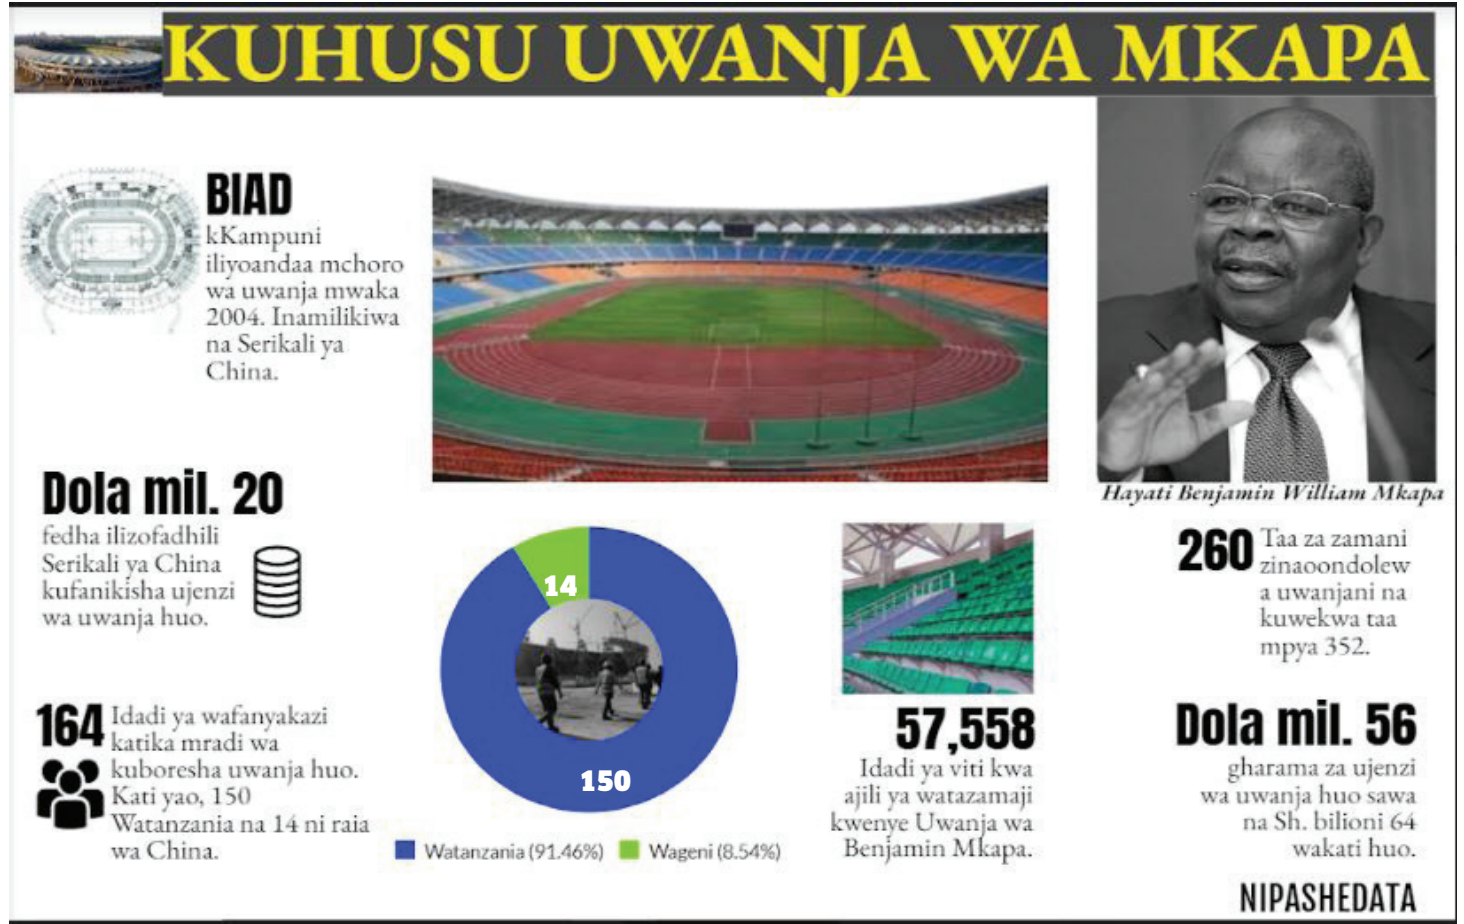 KUHUSU UWANJA WA MKAPA
BIAD
kKampuni
iliyoandaa mchoro
wa uwanja mwaka
2004. Inamilikiwa
na Serikali ya
China.
Hayati Benjamin William Mkapa
Dola mil. 20
fedha ilizofadhili
Serikali ya China
kufanikisha ujenzi
wa uwanja huo.
164
Idadi ya wafanyakazi
katika mradi wa
kuboresha uwanja huo.
Kati yao, 150
Watanzania na 14 ni raia
wa China.
14
150
Watanzania (91.46%)
Wageni (8.54%)
57,558
Idadi ya viti kwa
ajili ya watazamaji
kwenye Uwanja wa
Benjamin Mkapa.
260
Taa za zamani
zinaoondolew
a uwanjani na
kuwekwa taa
mpya 352.
Dola mil. 56
gharama za ujenzi
wa uwanja huo sawa
na Sh. bilioni 64
wakati huo.
NIPASHEDATA